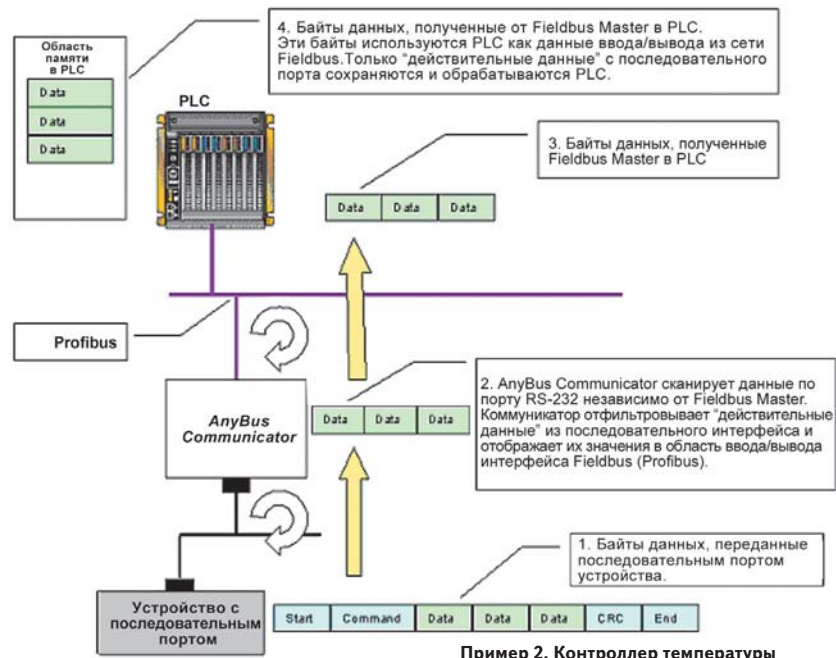 Область
памяти
в PLC
Data
Data
Data
4. Байты данных, полученные от Fieldbus Master в PLC.
Эти байты используются PLC как данные ввода/вывода из сети
Fieldbus.Только “действительные данные” с последовательного
порта сохраняются и обрабатываются PLC.
PLC
3. Байты данных, полученные
Fieldbus Master в PLC
Data Data Data
Profibus
AnyBus
Communicator
Data Data Data
2. AnyBus Communicator сканирует данные по
порту RS-232 независимо от Fieldbus Master.
Коммуникатор отфильтровывает “действительные
данные” из последовательного интерфейса и
отображает их значения в область ввода/вывода
интерфейса Fieldbus (Profibus).
1. Байты данных, переданные
последовательным портом
устройства.
Устройство с
последовательным
портом
Start Command Data Data Data CRC End
Пример 2. Контроллер температуры